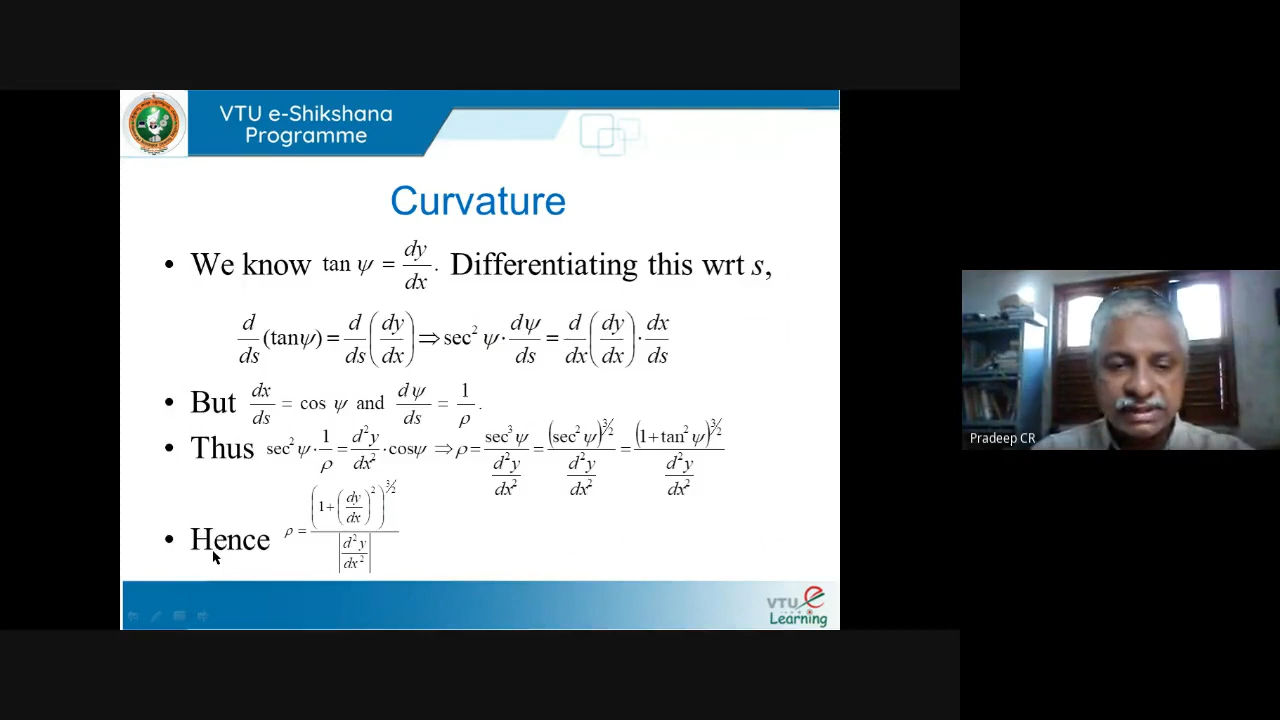 VTU e-Shikshana
Programme
Curvature
• We know tan ψ = dy/dx. Differentiating this wrt s,
d/ds (tanψ) = d/ds (dy/dx) ⇒ sec² ψ · dψ/ds = d/dx (dy/dx) · dx/ds
• But dx/ds = cos ψ and dψ/ds = 1/ρ.
• Thus sec² ψ · 1/ρ = d²y/dx² · cosψ ⇒ ρ = sec³ ψ / (d²y/dx²) = (sec² ψ)^(3/2) / (d²y/dx²) = (1 + tan² ψ)^(3/2) / (d²y/dx²)
• Hence ρ = (1 + (dy/dx)²)^(3/2) / |d²y/dx²|
Pradeep CR
VTU e
Learning